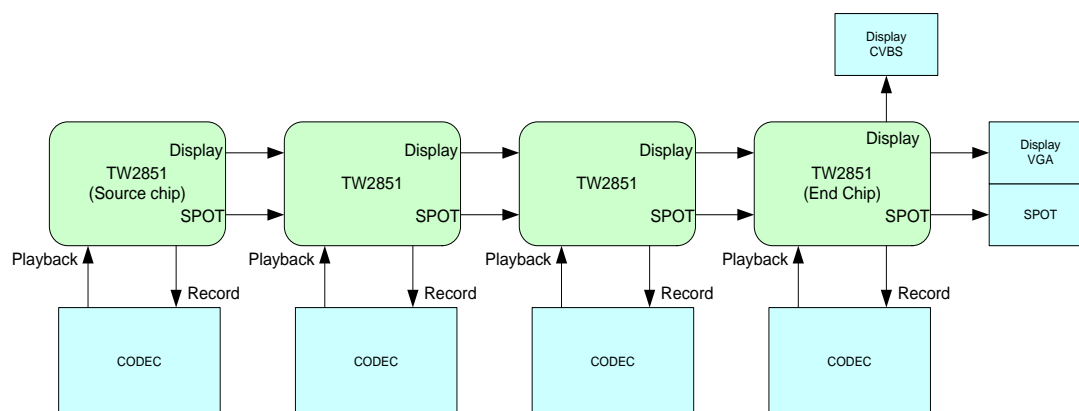 Display
CVBS
Display
TW2851
(Source chip)
SPOT
Display
TW2851
SPOT
Display
TW2851
SPOT
Display
TW2851
(End Chip)
SPOT
Display
VGA
SPOT
Playback
Record
Playback
Record
Playback
Record
Playback
Record
CODEC
CODEC
CODEC
CODEC